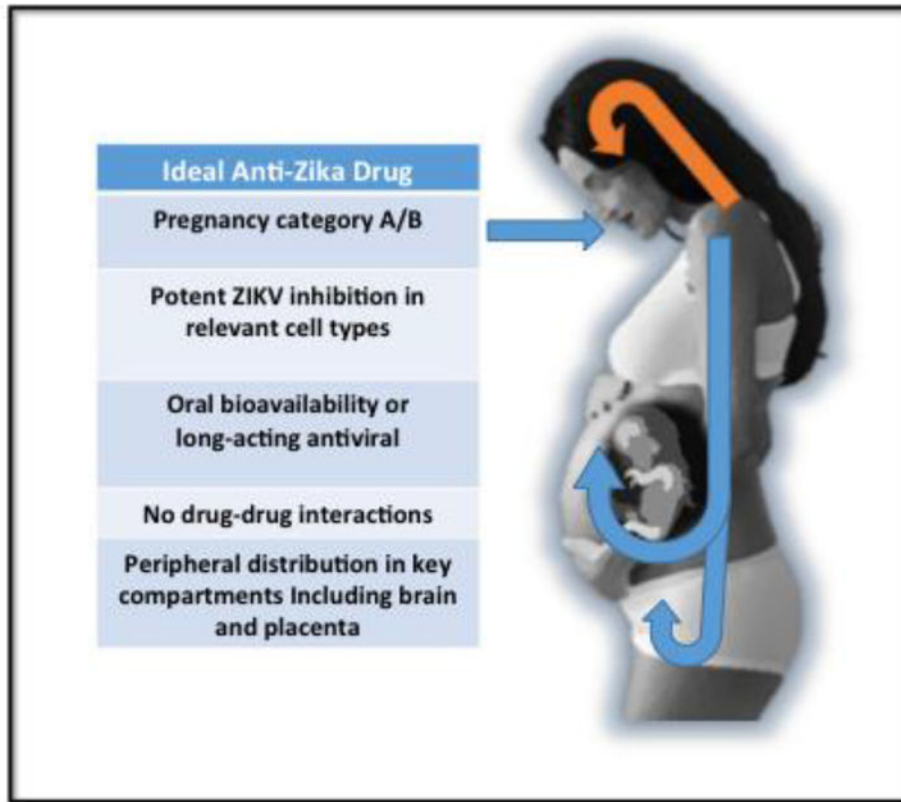 Ideal Anti-Zika Drug
Pregnancy category A/B
Potent ZIKV inhibition in
relevant cell types
Oral bioavailability or
long-acting antiviral
No drug-drug interactions
Peripheral distribution in key
compartments Including brain
and placenta